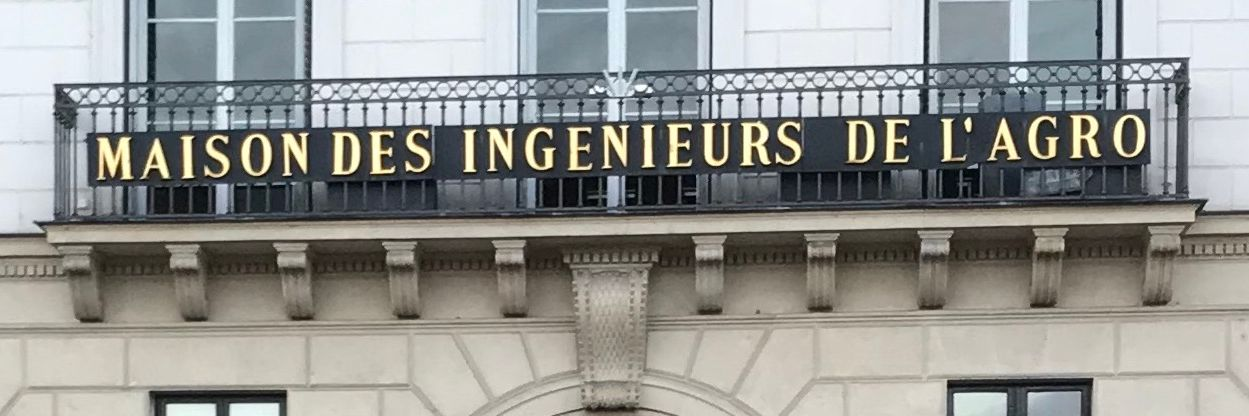 MAISON DES INGENIEURS DE L'AGRO